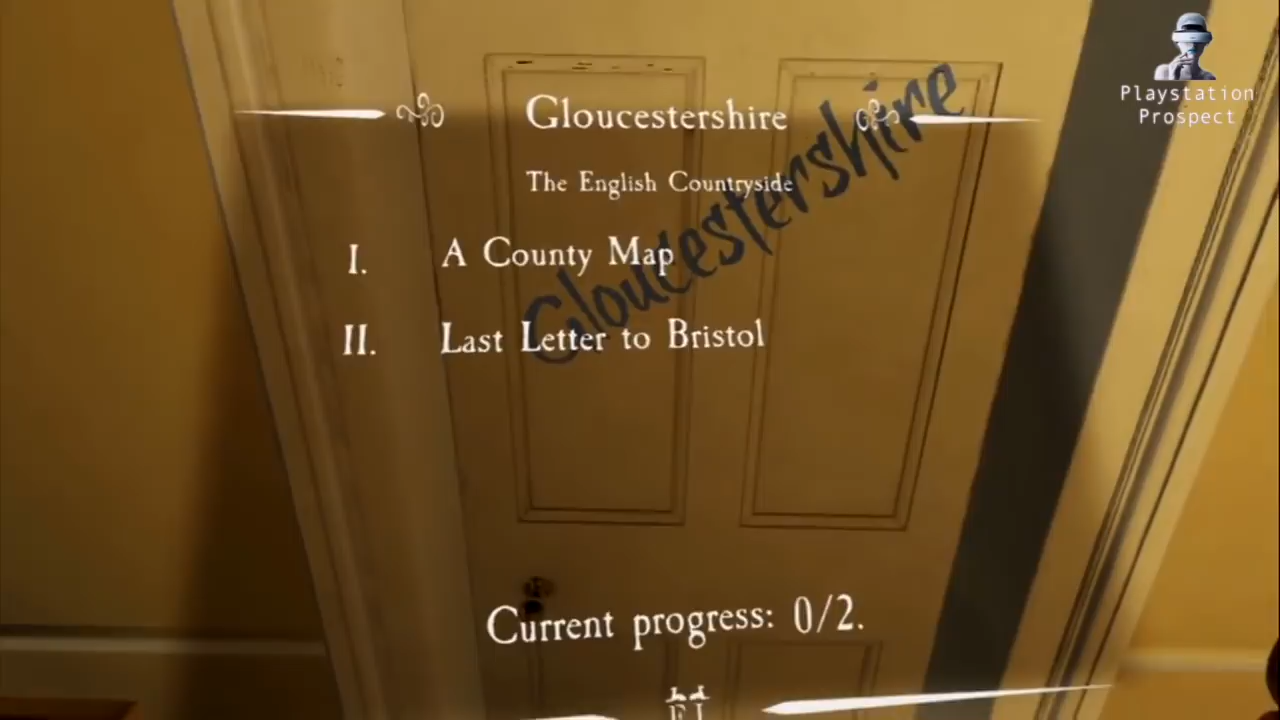 Playstation
Prospect
Gloucestershire
The English Countryside
Gloucestershire
I. A County Map
II. Last Letter to Bristol
Current progress: 0/2.